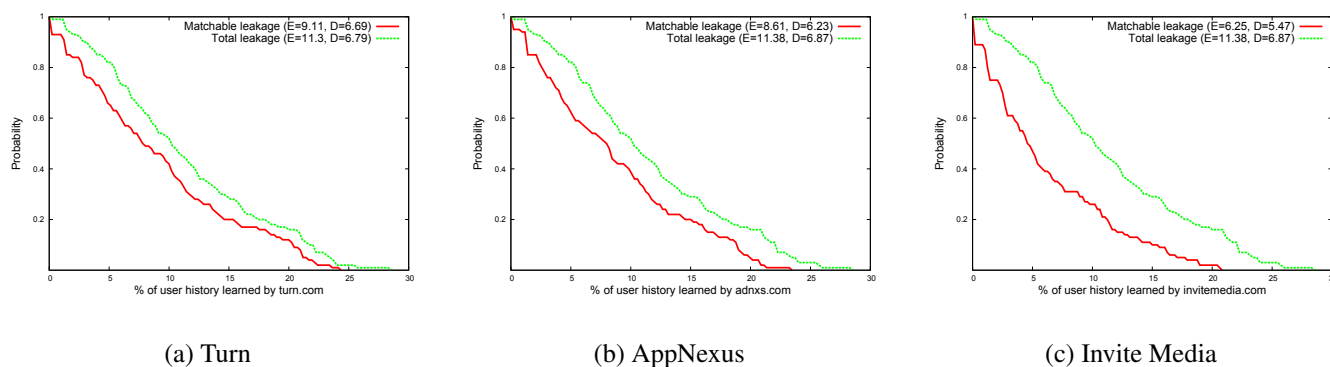 Matchable leakage (E=9.11, D=6.69)
Total leakage (E=11.3, D=6.79)
Probability
1
0.8
0.6
0.4
0.2
0 5 10 15 20 25 30
% of user history learned by turn.com
(a) Turn
Matchable leakage (E=8.61, D=6.23)
Total leakage (E=11.38, D=6.87)
Probability
1
0.8
0.6
0.4
0.2
0 5 10 15 20 25 30
% of user history learned by adnxs.com
(b) AppNexus
Matchable leakage (E=6.25, D=5.47)
Total leakage (E=11.38, D=6.87)
Probability
1
0.8
0.6
0.4
0.2
0 5 10 15 20 25 30
% of user history learned by invitemedia.com
(c) Invite Media